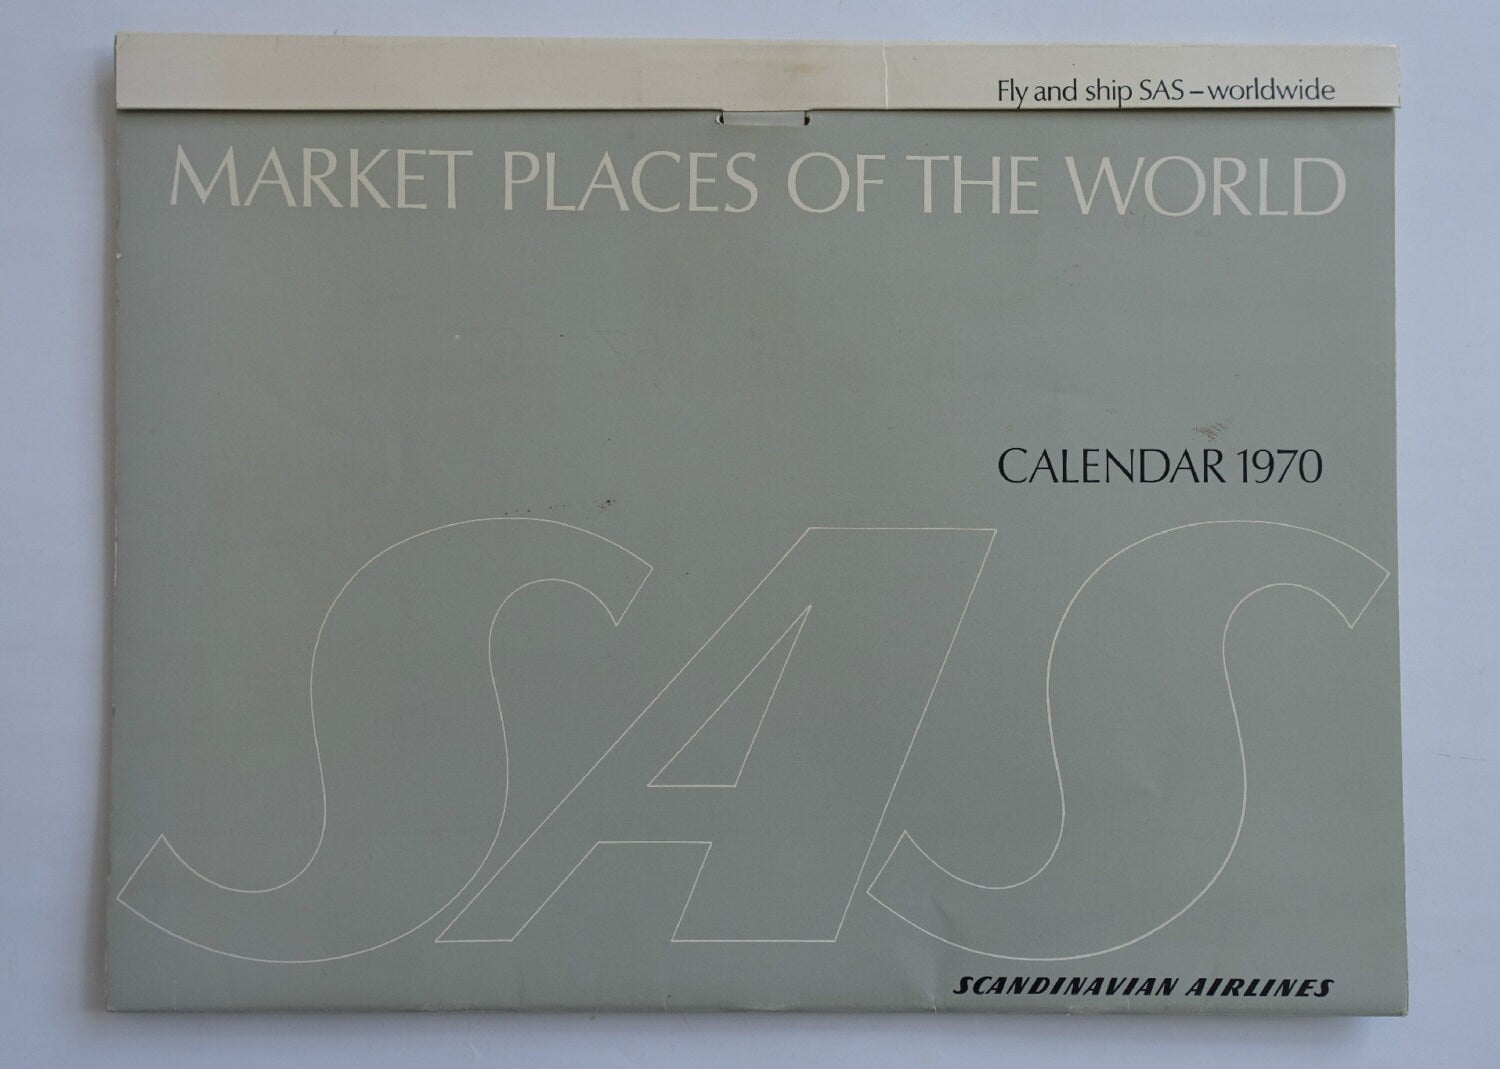 Fly and ship SAS – worldwide
MARKET PLACES OF THE WORLD
CALENDAR 1970
SAS
SCANDINAVIAN AIRLINES